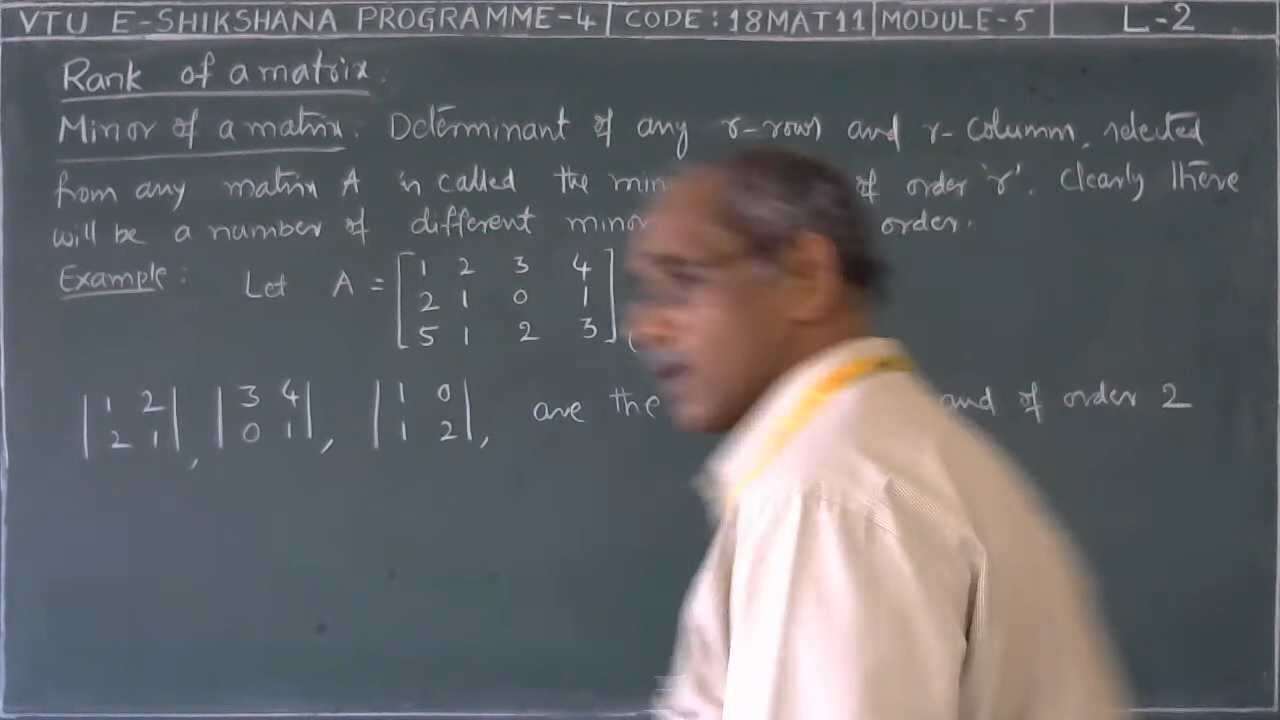 VTU E-SHIKSHANA PROGRAMME-4 | CODE: 18MAT11 | MODULE-5 | L-2
Rank of a matrix.
Minor of a matrix. Determinant of any r-rows and r-column, selected
from any matrix A is called the of order 'r'. Clearly there
will be a number of different order.
Example: Let A = [1 2 3 4
2 1 0 1
5 1 2 3]
|1 2 |3 4 |1 0 are the and of order 2
2 1|, 0 1|, 1 2|,